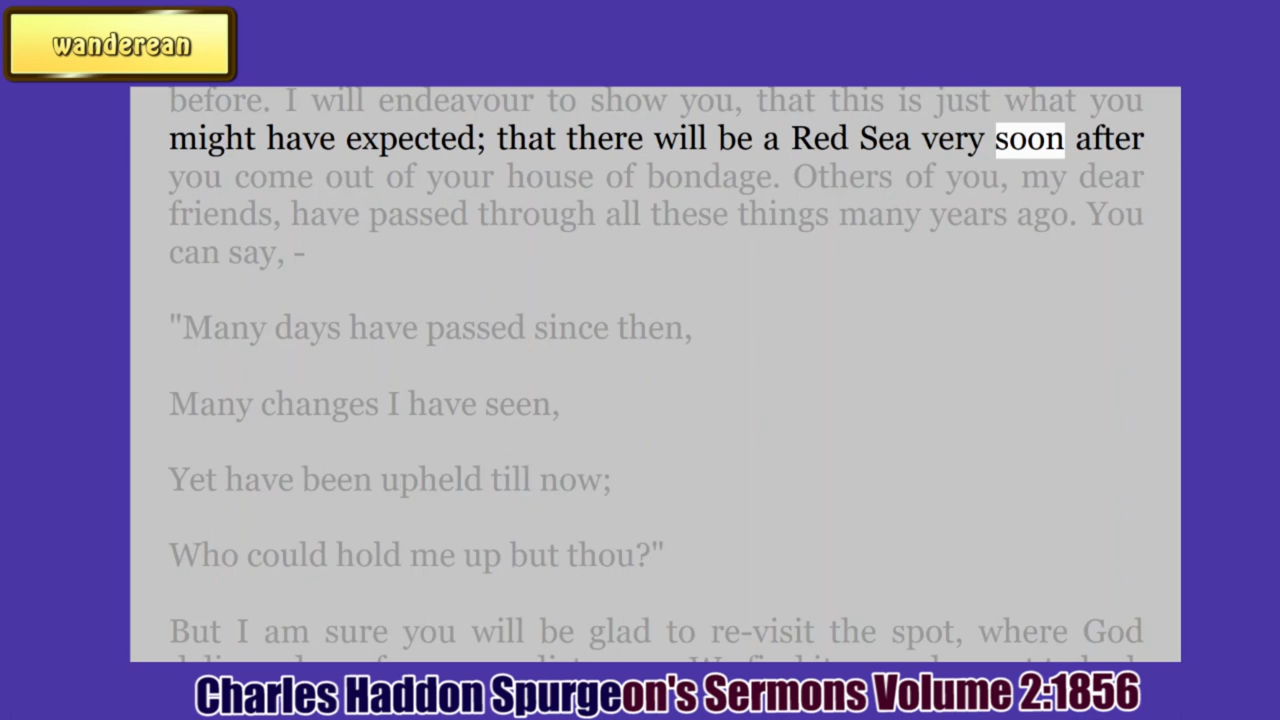 wanderean
before. I will endeavour to show you, that this is just what you
might have expected; that there will be a Red Sea very soon after
you come out of your house of bondage. Others of you, my dear
friends, have passed through all these things many years ago. You
can say, -
"Many days have passed since then,
Many changes I have seen,
Yet have been upheld till now;
Who could hold me up but thou?"
But I am sure you will be glad to re-visit the spot, where God
Charles Haddon Spurgeon's Sermons Volume 2:1856